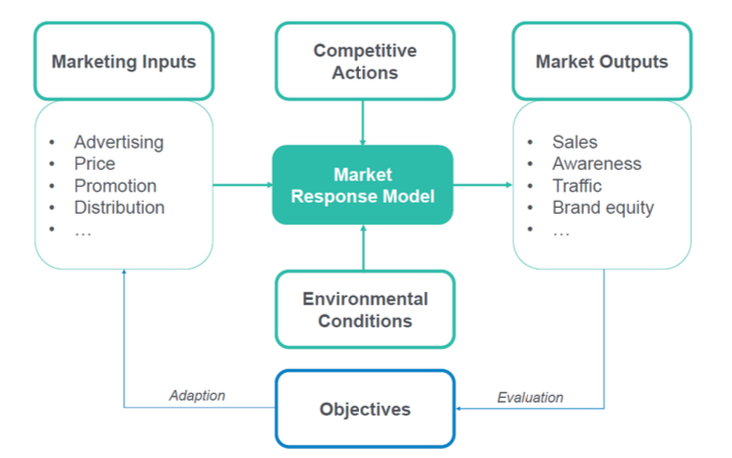 Marketing Inputs
• Advertising
• Price
• Promotion
• Distribution
• ...
Competitive
Actions
Market
Response Model
Environmental
Conditions
Market Outputs
• Sales
• Awareness
• Traffic
• Brand equity
• ...
Adaption
Objectives
Evaluation